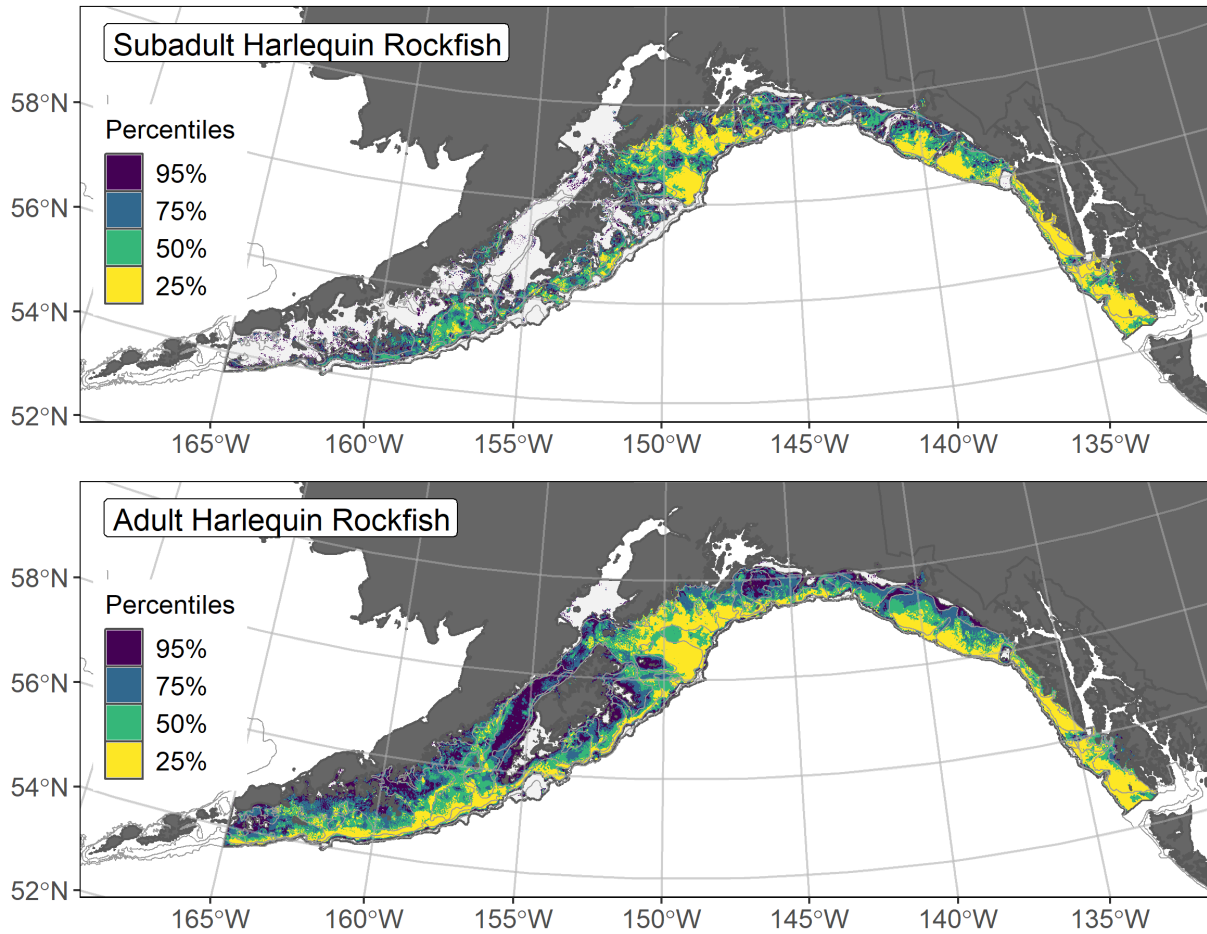 Subadult Harlequin Rockfish
58°N
56°N
54°N
52°N
Percentiles
95%
75%
50%
25%
165°W
160°W
155°W
150°W
145°W
140°W
135°W
Adult Harlequin Rockfish
58°N
56°N
54°N
52°N
Percentiles
95%
75%
50%
25%
165°W
160°W
155°W
150°W
145°W
140°W
135°W